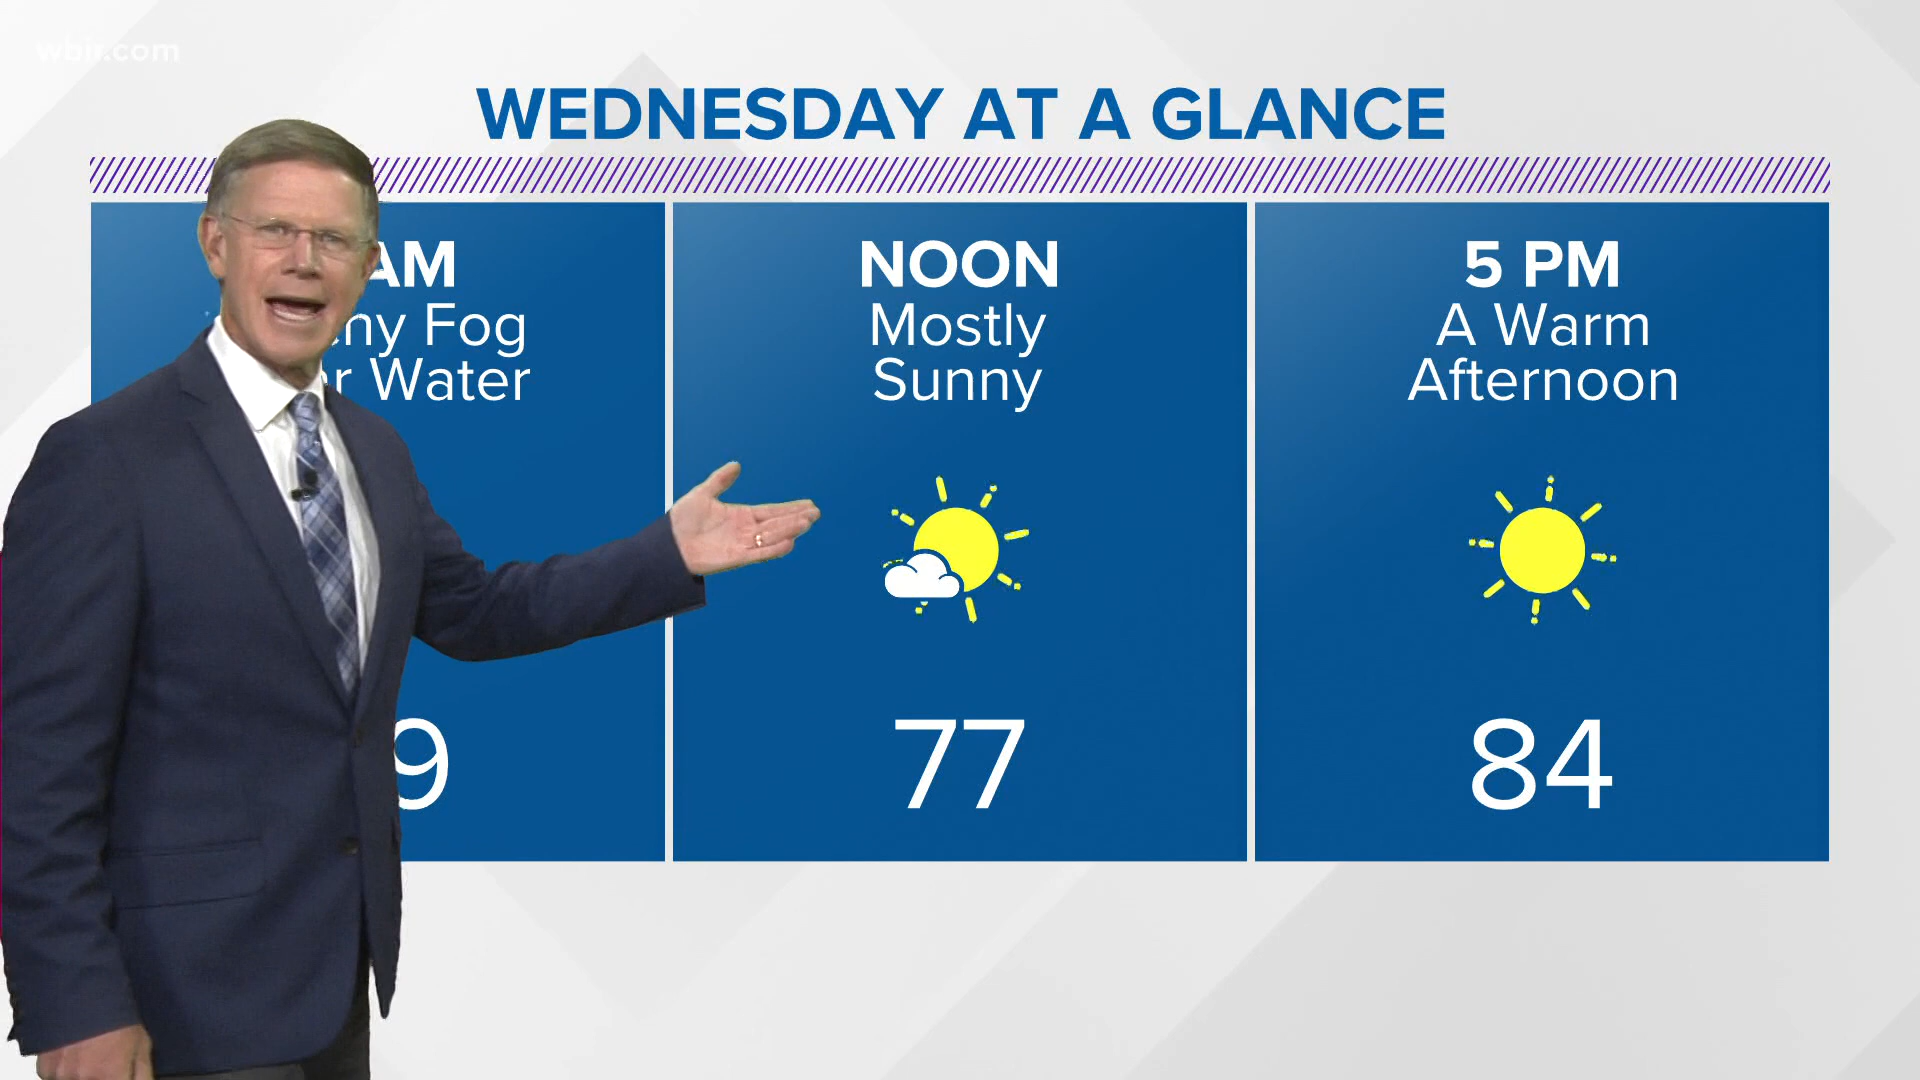 wbir.com
WEDNESDAY AT A GLANCE
AM
Fog
Water
NOON
Mostly
Sunny
77
5 PM
A Warm
Afternoon
84